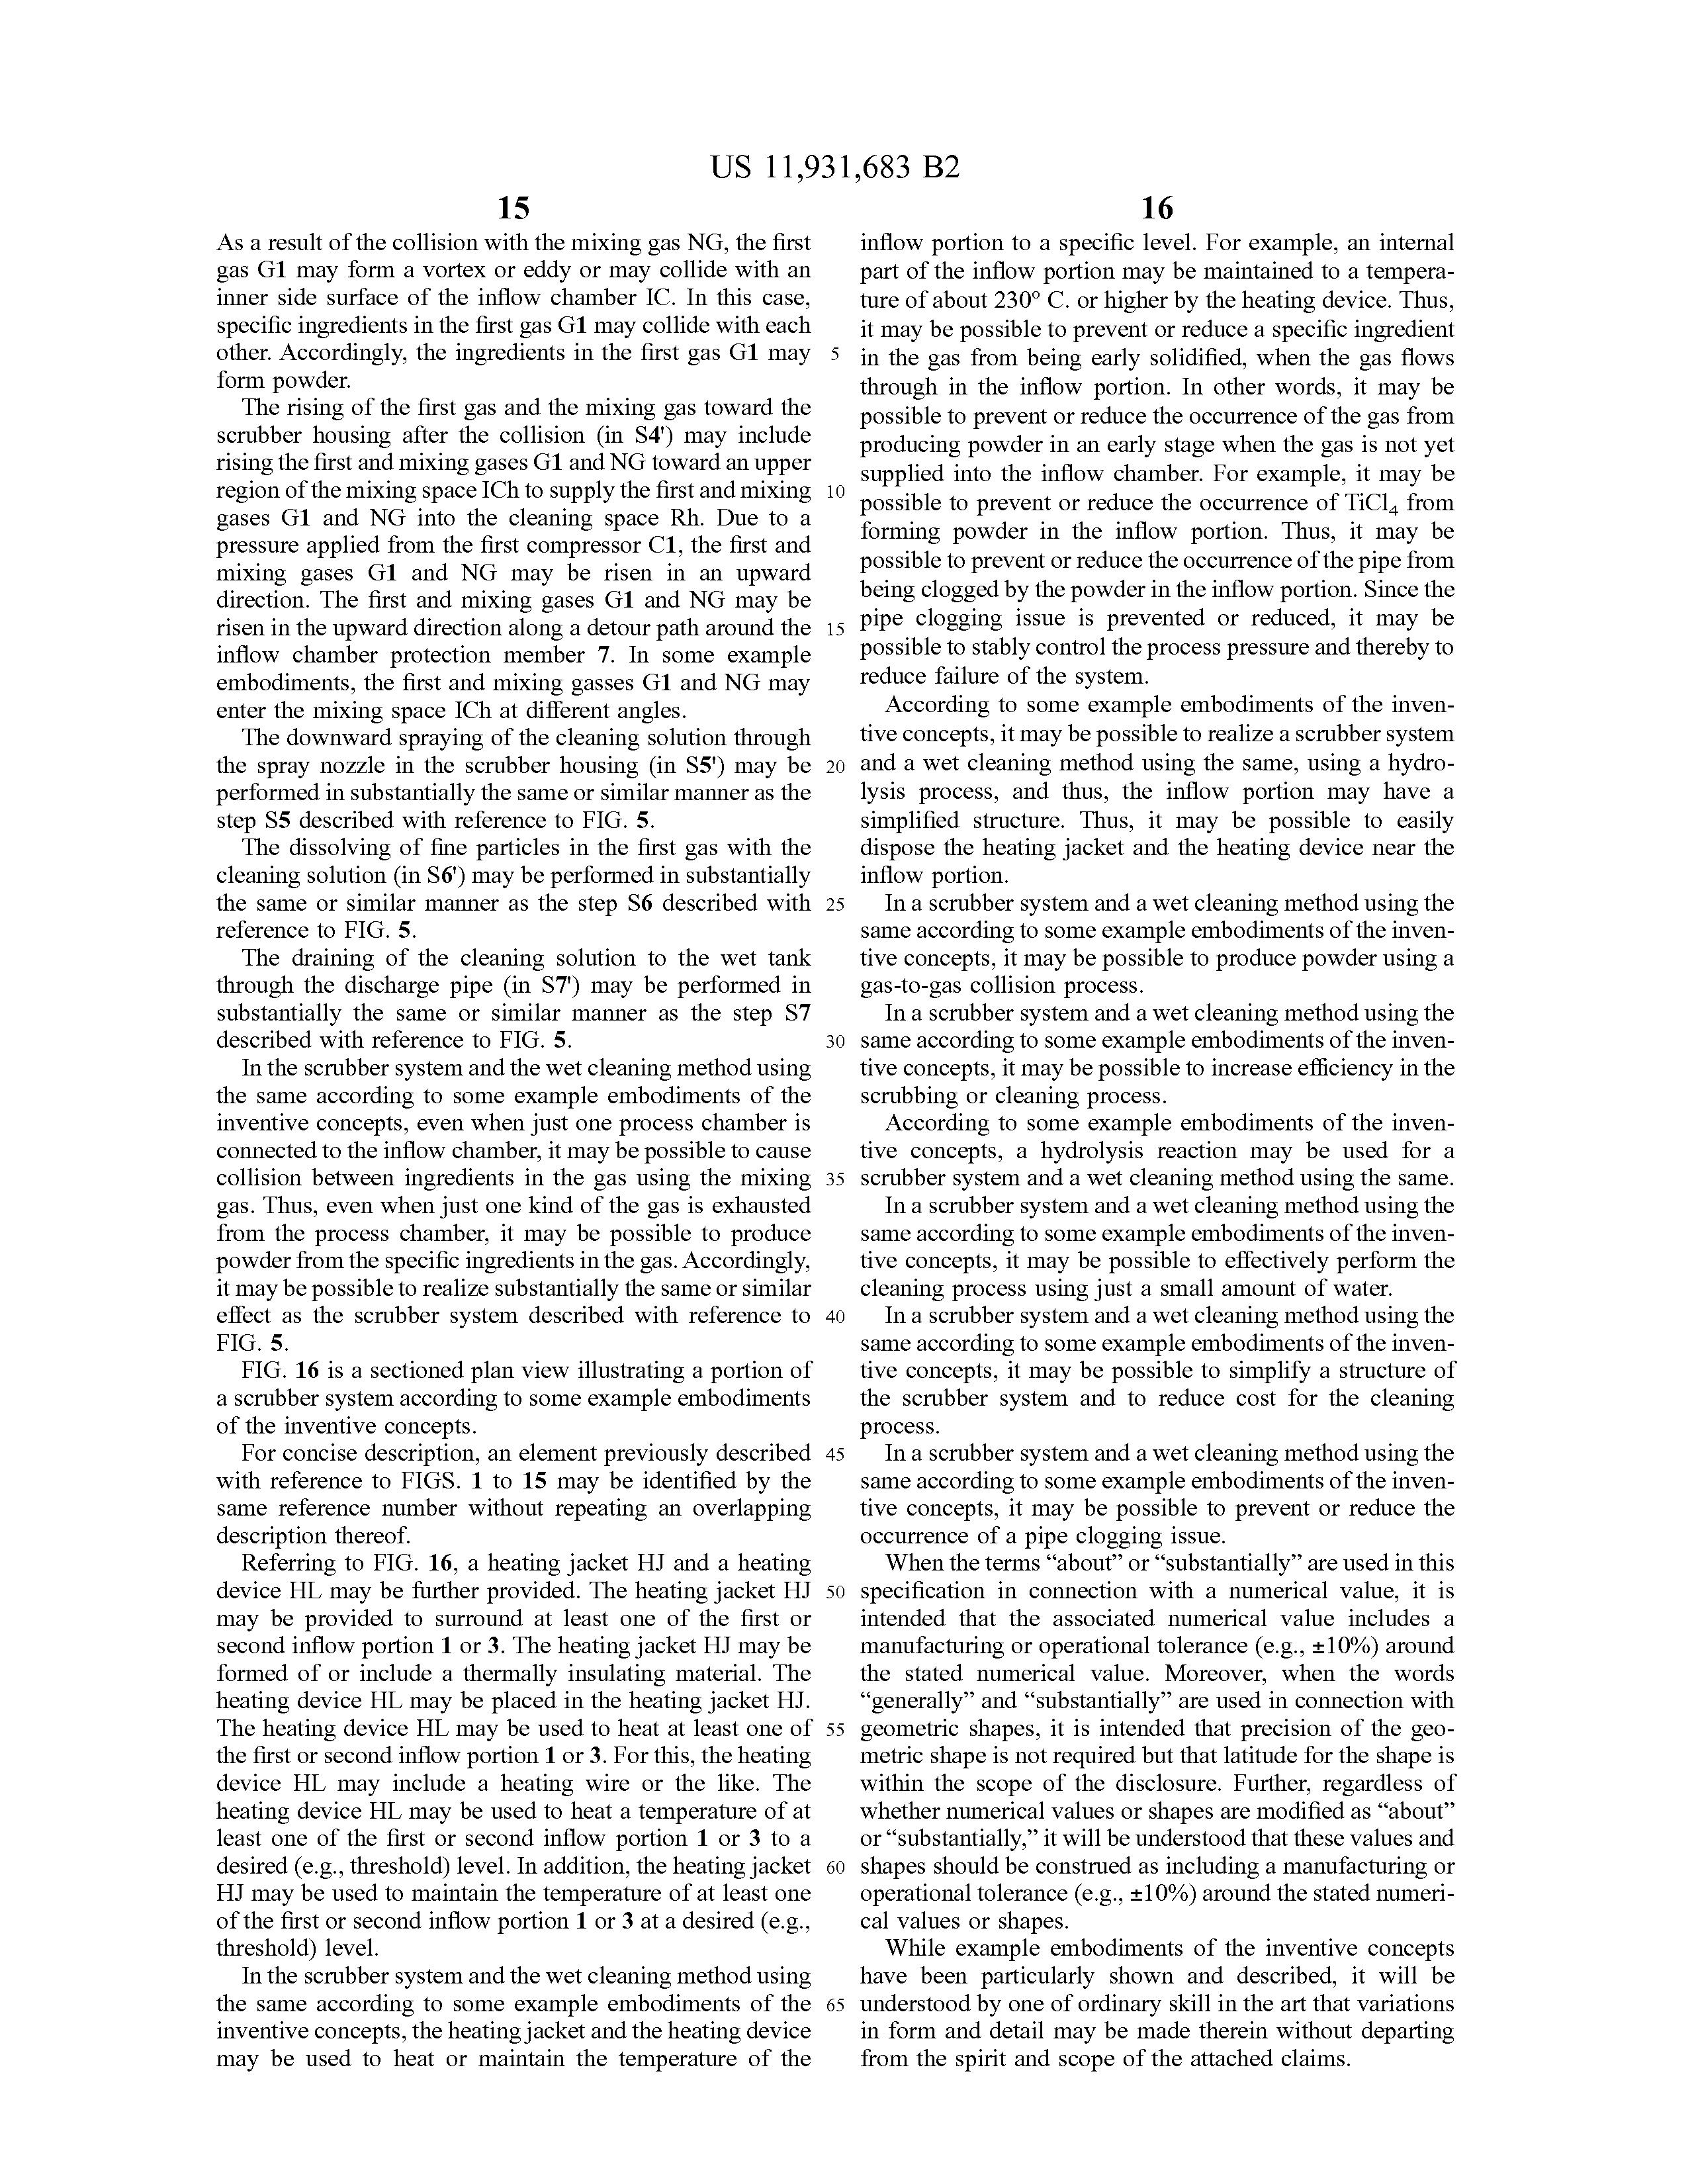 US 11,931,683 B2
15
As a result of the collision with the mixing gas NG, the first
gas G1 may form a vortex or eddy or may collide with an
inner side surface of the inflow chamber IC. In this case,
specific ingredients in the first gas G1 may collide with each
other. Accordingly, the ingredients in the first gas G1 may
form powder.
The rising of the first gas and the mixing gas toward the
scrubber housing after the collision (in S4') may include
rising the first and mixing gases G1 and NG toward an upper
region of the mixing space ICh to supply the first and mixing
gases G1 and NG into the cleaning space Rh. Due to a
pressure applied from the first compressor C1, the first and
mixing gases G1 and NG may be risen in an upward
direction. The first and mixing gases G1 and NG may be
risen in the upward direction along a detour path around the
inflow chamber protection member 7. In some example
embodiments, the first and mixing gasses G1 and NG may
enter the mixing space ICh at different angles.
The downward spraying of the cleaning solution through
the spray nozzle in the scrubber housing (in S5') may be
performed in substantially the same or similar manner as the
step S5 described with reference to FIG. 5.
The dissolving of fine particles in the first gas with the
cleaning solution (in S6') may be performed in substantially
the same or similar manner as the step S6 described with
reference to FIG. 5.
The draining of the cleaning solution to the wet tank
through the discharge pipe (in S7') may be performed in
substantially the same or similar manner as the step S7
described with reference to FIG. 5.
In the scrubber system and the wet cleaning method using
the same according to some example embodiments of the
inventive concepts, even when just one process chamber is
connected to the inflow chamber, it may be possible to cause
collision between ingredients in the gas using the mixing
gas. Thus, even when just one kind of the gas is exhausted
from the process chamber, it may be possible to produce
powder from the specific ingredients in the gas. Accordingly,
it may be possible to realize substantially the same or similar
effect as the scrubber system described with reference to
FIG. 5.
FIG. 16 is a sectioned plan view illustrating a portion of
a scrubber system according to some example embodiments
of the inventive concepts.
For concise description, an element previously described
with reference to FIGS. 1 to 15 may be identified by the
same reference number without repeating an overlapping
description thereof.
Referring to FIG. 16, a heating jacket HJ and a heating
device HL may be further provided. The heating jacket HJ
may be provided to surround at least one of the first or
second inflow portion 1 or 3. The heating jacket HJ may be
formed of or include a thermally insulating material. The
heating device HL may be placed in the heating jacket HJ.
The heating device HL may be used to heat at least one of
the first or second inflow portion 1 or 3. For this, the heating
device HL may include a heating wire or the like. The
heating device HL may be used to heat a temperature of at
least one of the first or second inflow portion 1 or 3 to a
desired (e.g., threshold) level. In addition, the heating jacket
HJ may be used to maintain the temperature of at least one
of the first or second inflow portion 1 or 3 at a desired (e.g.,
threshold) level.
In the scrubber system and the wet cleaning method using
the same according to some example embodiments of the
inventive concepts, the heating jacket and the heating device
may be used to heat or maintain the temperature of the
5
10
15
20
25
30
35
40
45
50
55
60
65
16
inflow portion to a specific level. For example, an internal
part of the inflow portion may be maintained to a tempera-
ture of about 230° C. or higher by the heating device. Thus,
it may be possible to prevent or reduce a specific ingredient
in the gas from being early solidified, when the gas flows
through in the inflow portion. In other words, it may be
possible to prevent or reduce the occurrence of the gas from
producing powder in an early stage when the gas is not yet
supplied into the inflow chamber. For example, it may be
possible to prevent or reduce the occurrence of TiCl₄ from
forming powder in the inflow portion. Thus, it may be
possible to prevent or reduce the occurrence of the pipe from
being clogged by the powder in the inflow portion. Since the
pipe clogging issue is prevented or reduced, it may be
possible to stably control the process pressure and thereby to
reduce failure of the system.
According to some example embodiments of the inven-
tive concepts, it may be possible to realize a scrubber system
and a wet cleaning method using the same, using a hydro-
lysis process, and thus, the inflow portion may have a
simplified structure. Thus, it may be possible to easily
dispose the heating jacket and the heating device near the
inflow portion.
In a scrubber system and a wet cleaning method using the
same according to some example embodiments of the inven-
tive concepts, it may be possible to produce powder using a
gas-to-gas collision process.
In a scrubber system and a wet cleaning method using the
same according to some example embodiments of the inven-
tive concepts, it may be possible to increase efficiency in the
scrubbing or cleaning process.
According to some example embodiments of the inven-
tive concepts, a hydrolysis reaction may be used for a
scrubber system and a wet cleaning method using the same.
In a scrubber system and a wet cleaning method using the
same according to some example embodiments of the inven-
tive concepts, it may be possible to effectively perform the
cleaning process using just a small amount of water.
In a scrubber system and a wet cleaning method using the
same according to some example embodiments of the inven-
tive concepts, it may be possible to simplify a structure of
the scrubber system and to reduce cost for the cleaning
process.
In a scrubber system and a wet cleaning method using the
same according to some example embodiments of the inven-
tive concepts, it may be possible to prevent or reduce the
occurrence of a pipe clogging issue.
When the terms “about” or “substantially” are used in this
specification in connection with a numerical value, it is
intended that the associated numerical value includes a
manufacturing or operational tolerance (e.g., ±10%) around
the stated numerical value. Moreover, when the words
“generally” and “substantially” are used in connection with
geometric shapes, it is intended that precision of the geo-
metric shape is not required but that latitude for the shape is
within the scope of the disclosure. Further, regardless of
whether numerical values or shapes are modified as “about”
or “substantially,” it will be understood that these values and
shapes should be construed as including a manufacturing or
operational tolerance (e.g., ±10%) around the stated numeri-
cal values or shapes.
While example embodiments of the inventive concepts
have been particularly shown and described, it will be
understood by one of ordinary skill in the art that variations
in form and detail may be made therein without departing
from the spirit and scope of the attached claims.